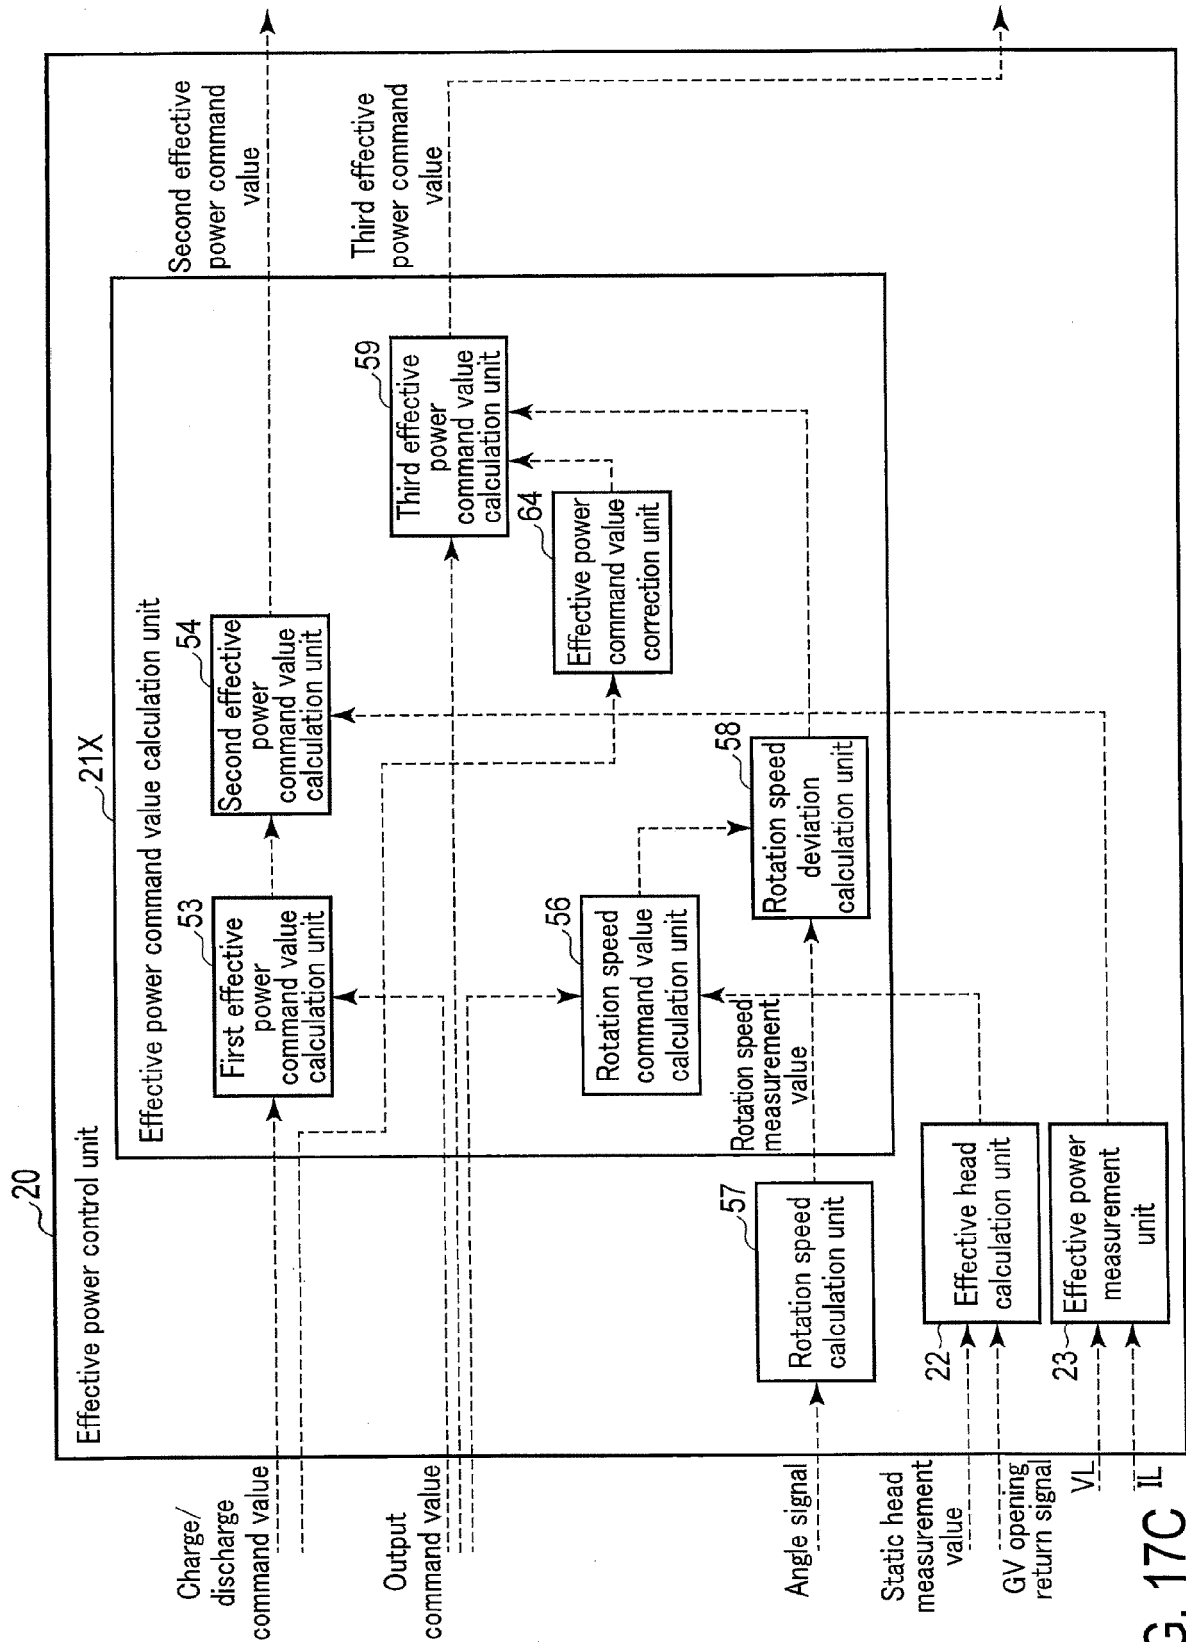 20
Effective power control unit
21X
Effective power command value calculation unit
Charge/
discharge
command value
Output
command value
Angle signal
Static head
measurement
value
GV opening
return signal
VL
IL
53
First effective
power
command value
calculation unit
54
Second effective
power
command value
calculation unit
Second effective
power command
value
59
Third effective
power
command value
calculation unit
Third effective
power command
value
64
Effective power
command value
correction unit
56
Rotation speed
command value
calculation unit
58
Rotation speed
deviation
calculation unit
Rotation speed
measurement
value
57
Rotation speed
calculation unit
22
Effective head
calculation unit
23
Effective power
measurement
unit
G. 17C